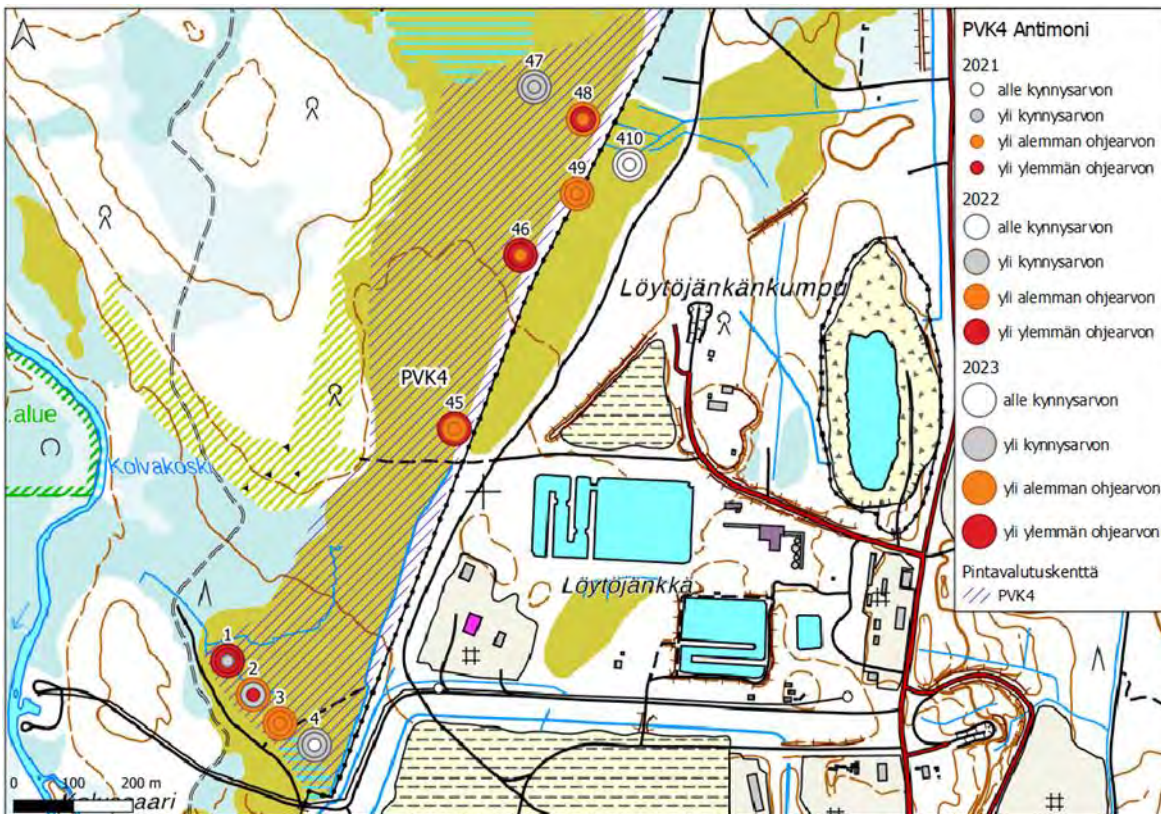 PVK4 Antimoni
2021
alle kynnysarvon
yli kynnysarvon
yli alemman ohjearvon
yli ylemmän ohjearvon
2022
alle kynnysarvon
yli kynnysarvon
yli alemman ohjearvon
yli ylemmän ohjearvon
2023
alle kynnysarvon
yli kynnysarvon
yli alemman ohjearvon
yli ylemmän ohjearvon
Pintavalutuskenttä
PVK4
47
48
410
49
46
Löytöjänkänkumpu
PVK4
45
.alue
Kolvakoski
Löytöjänkkä
1
2
3
4
0 100 200 m